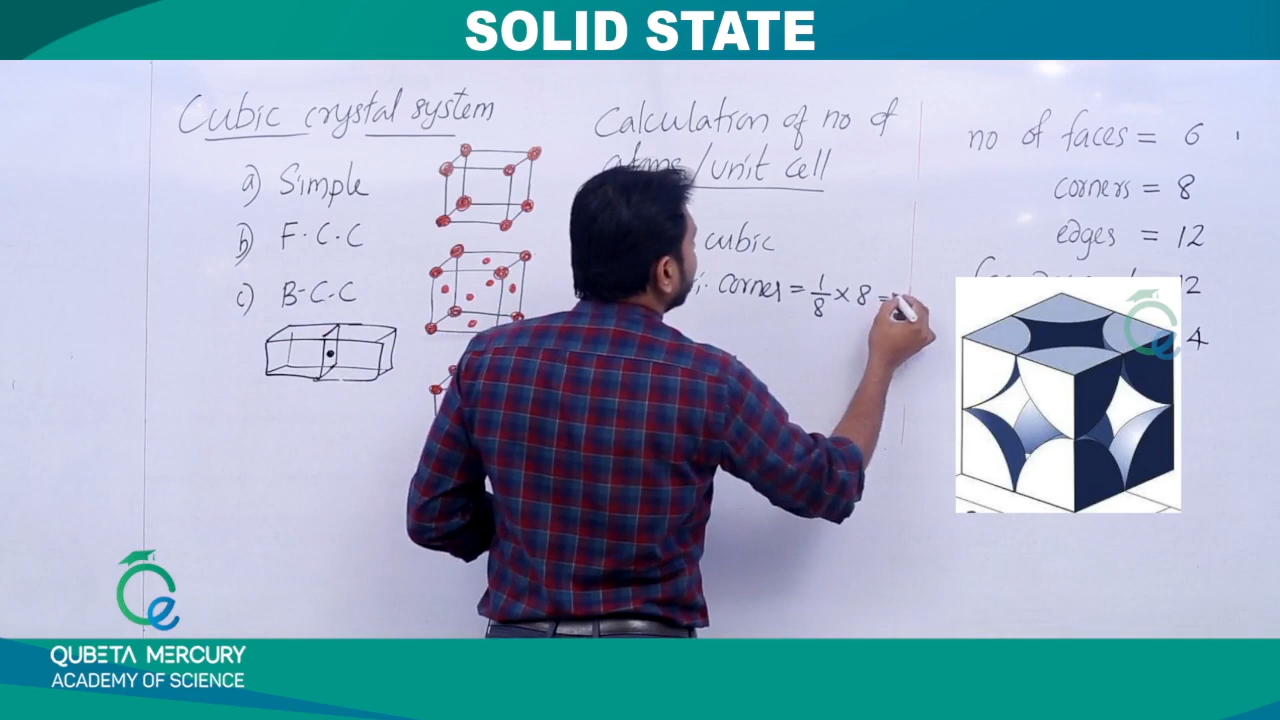 SOLID STATE
Cubic crystal system
a) Simple
b) F.C.C
c) B-C-C
Calculation of no of
atoms/unit cell
cubic
corner = 1/8 × 8 =
no of faces = 6
corners = 8
edges = 12
12
4
QUBETA MERCURY
ACADEMY OF SCIENCE